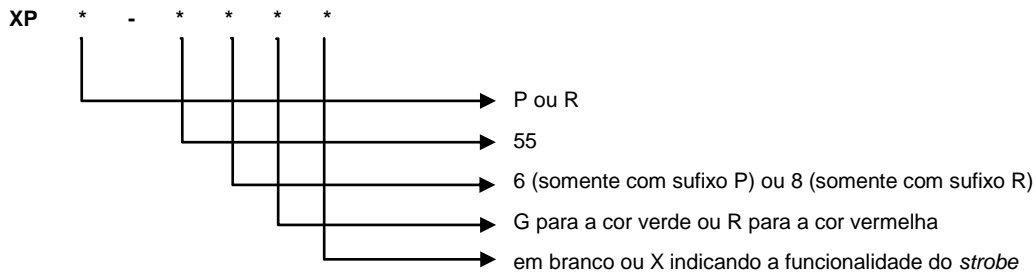 XP * - * * * *
P ou R
55
6 (somente com sufixo P) ou 8 (somente com sufixo R)
G para a cor verde ou R para a cor vermelha
em branco ou X indicando a funcionalidade do strobe